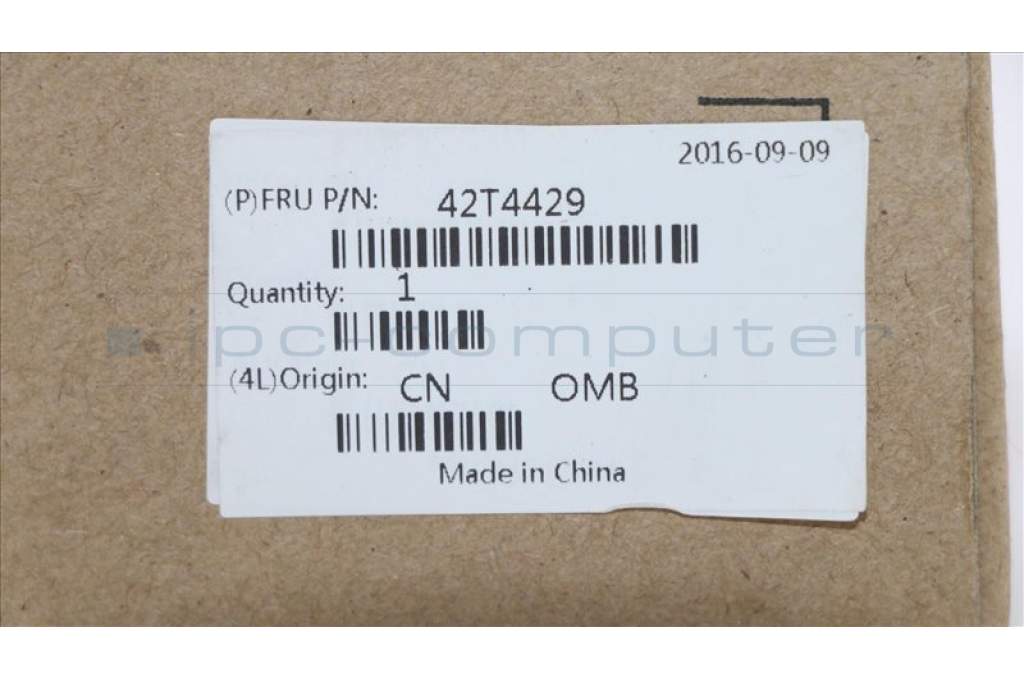 2016-09-09
(P)FRU P/N: 42T4429
Quantity: 1
ipc-computer
(4L)Origin: CN OMB
Made in China